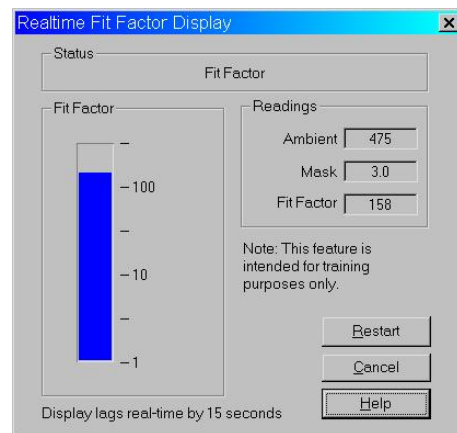 Realtime Fit Factor Display
Status
Fit Factor
Fit Factor
100
10
1
Readings
Ambient 475
Mask 3.0
Fit Factor 158
Note: This feature is
intended for training
purposes only.
Restart
Cancel
Help
Display lags real-time by 15 seconds